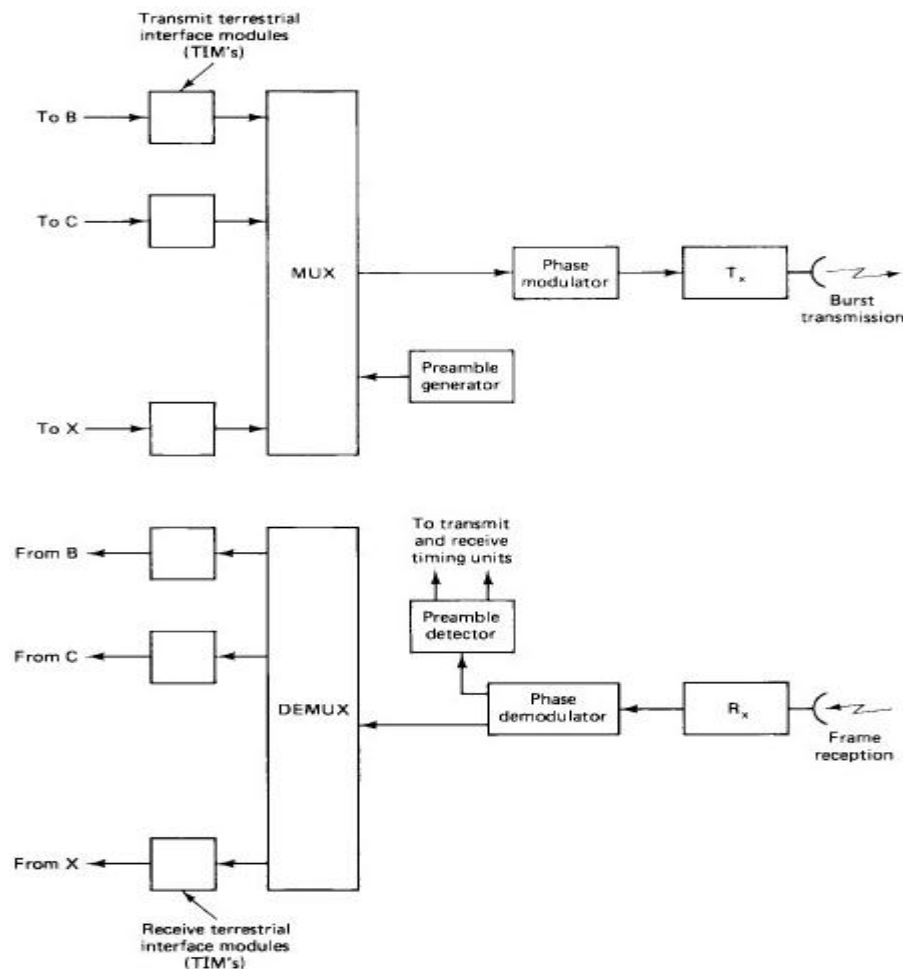 Transmit terrestrial
interface modules
(TIM's)
To B
To C
MUX
Phase
modulator
Tx
Burst
transmission
Preamble
generator
To X
From B
To transmit
and receive
timing units
Preamble
detector
From C
DEMUX
Phase
demodulator
Rx
Frame
reception
From X
Receive terrestrial
interface modules
(TIM's)